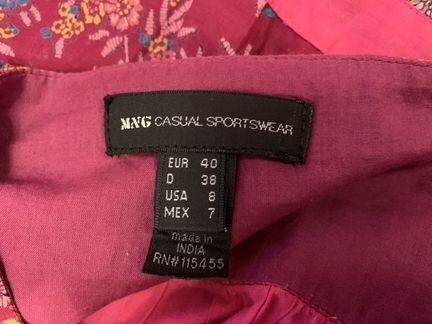 MNG CASUAL SPORTSWEAR
EUR 40
D 38
USA 8
MEX 7
made in
INDIA
RN#115455